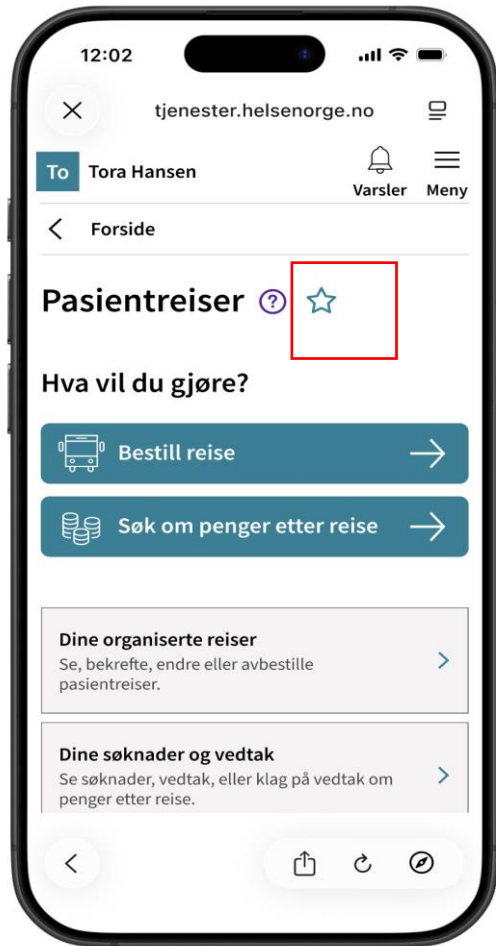 12:02
tjenester.helsenorge.no
To Tora Hansen
Varsler Meny
Forside
Pasientreiser ?
Hva vil du gjøre?
Bestill reise
Søk om penger etter reise
Dine organiserte reiser
Se, bekrefte, endre eller avbestille
pasientreiser.
Dine søknader og vedtak
Se søknader, vedtak, eller klag på vedtak om
penger etter reise.